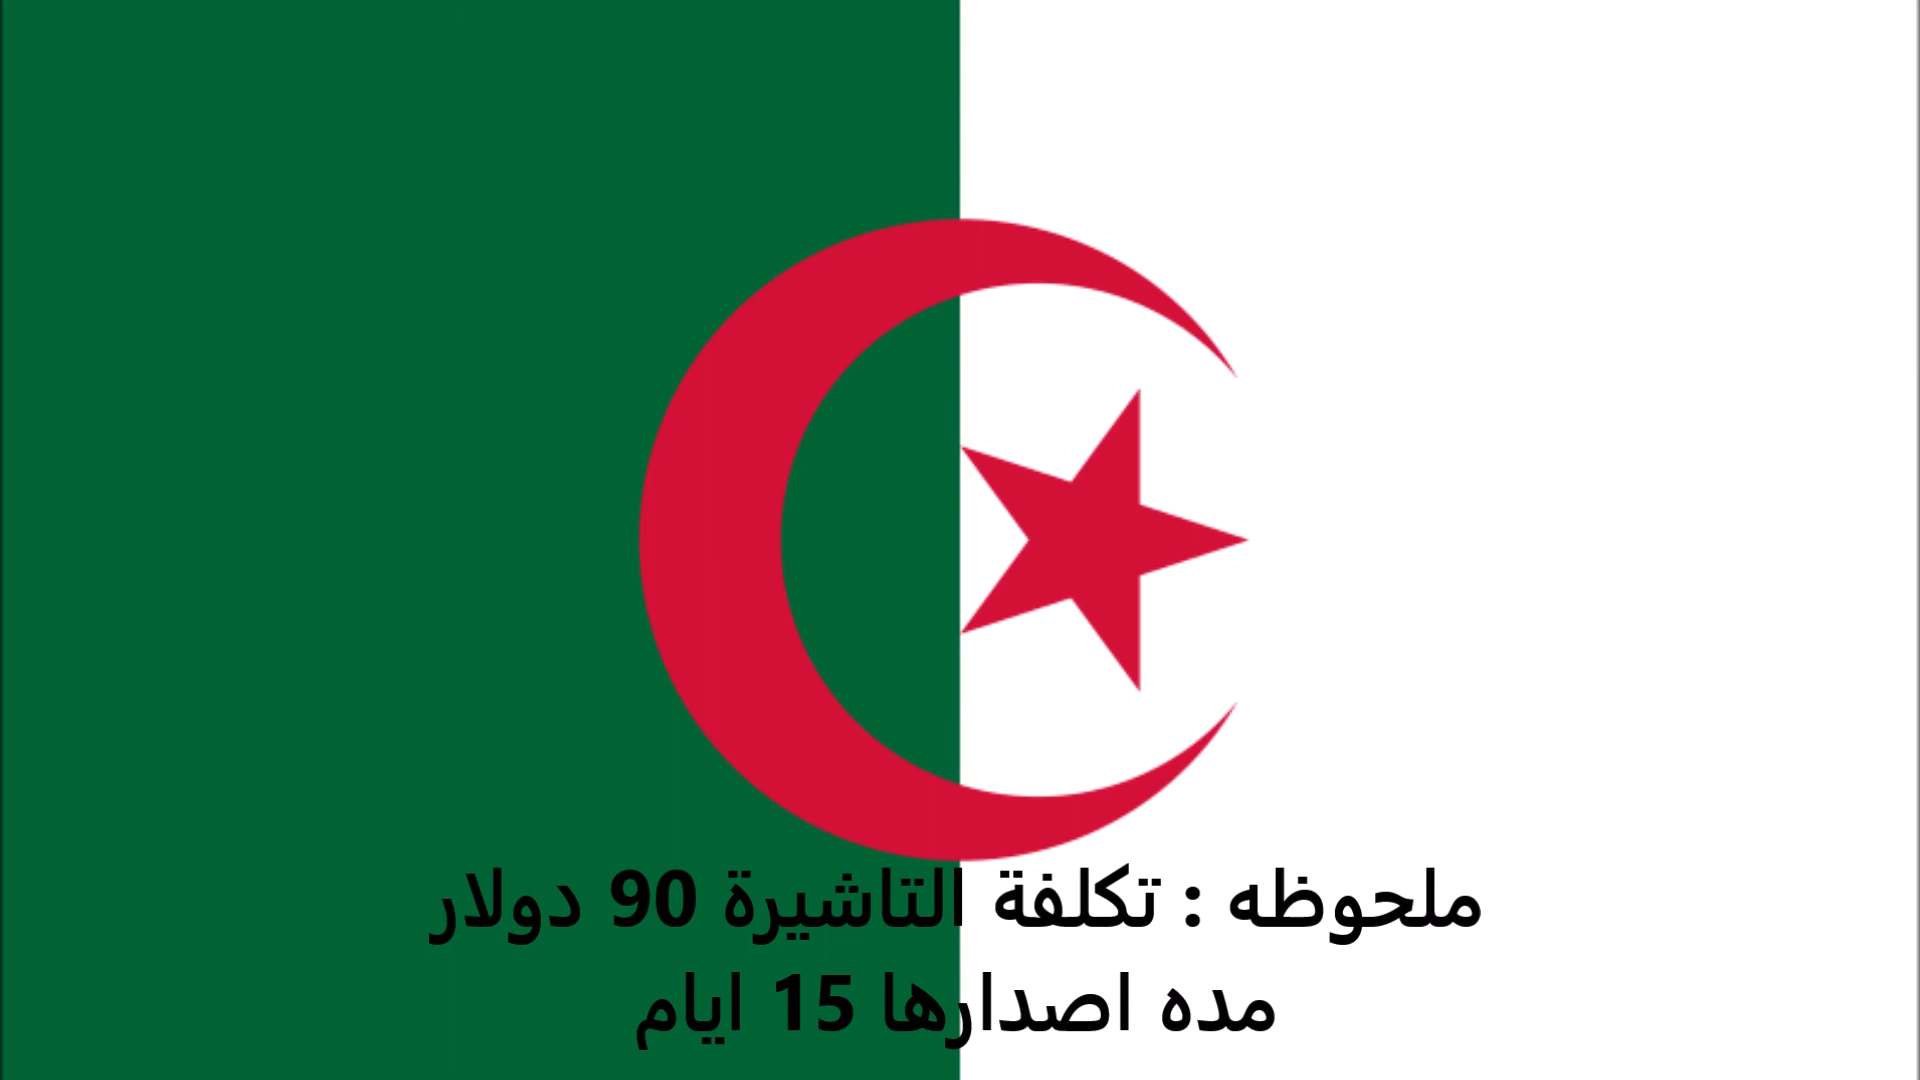 ملحوظه : تكلفة التاشيرة 90 دولار
مده اصدارها 15 ايام